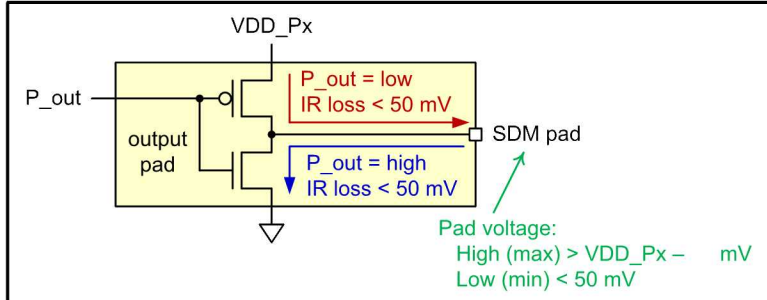 VDD_Px
P_out
P_out = low
IR loss < 50 mV
output
pad
SDM pad
P_out = high
IR loss < 50 mV
Pad voltage:
High (max) > VDD_Px – mV
Low (min) < 50 mV